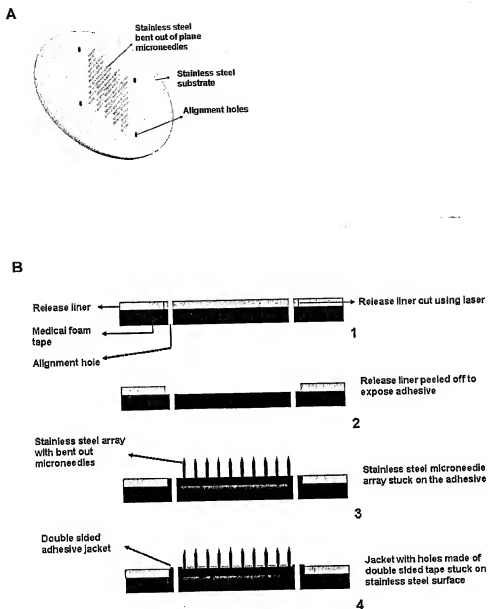 A
Stainless steel
bent out of plane
microneedles
Stainless steel
substrate
Alignment holes
B
Release liner
Medical foam
tape
Alignment hole
Release liner cut using laser
1
Release liner peeled off to
expose adhesive
2
Stainless steel array
with bent out
microneedles
Stainless steel microneedle
array stuck on the adhesive
3
Double sided
adhesive jacket
Jacket with holes made of
double sided tape stuck on
stainless steel surface
4